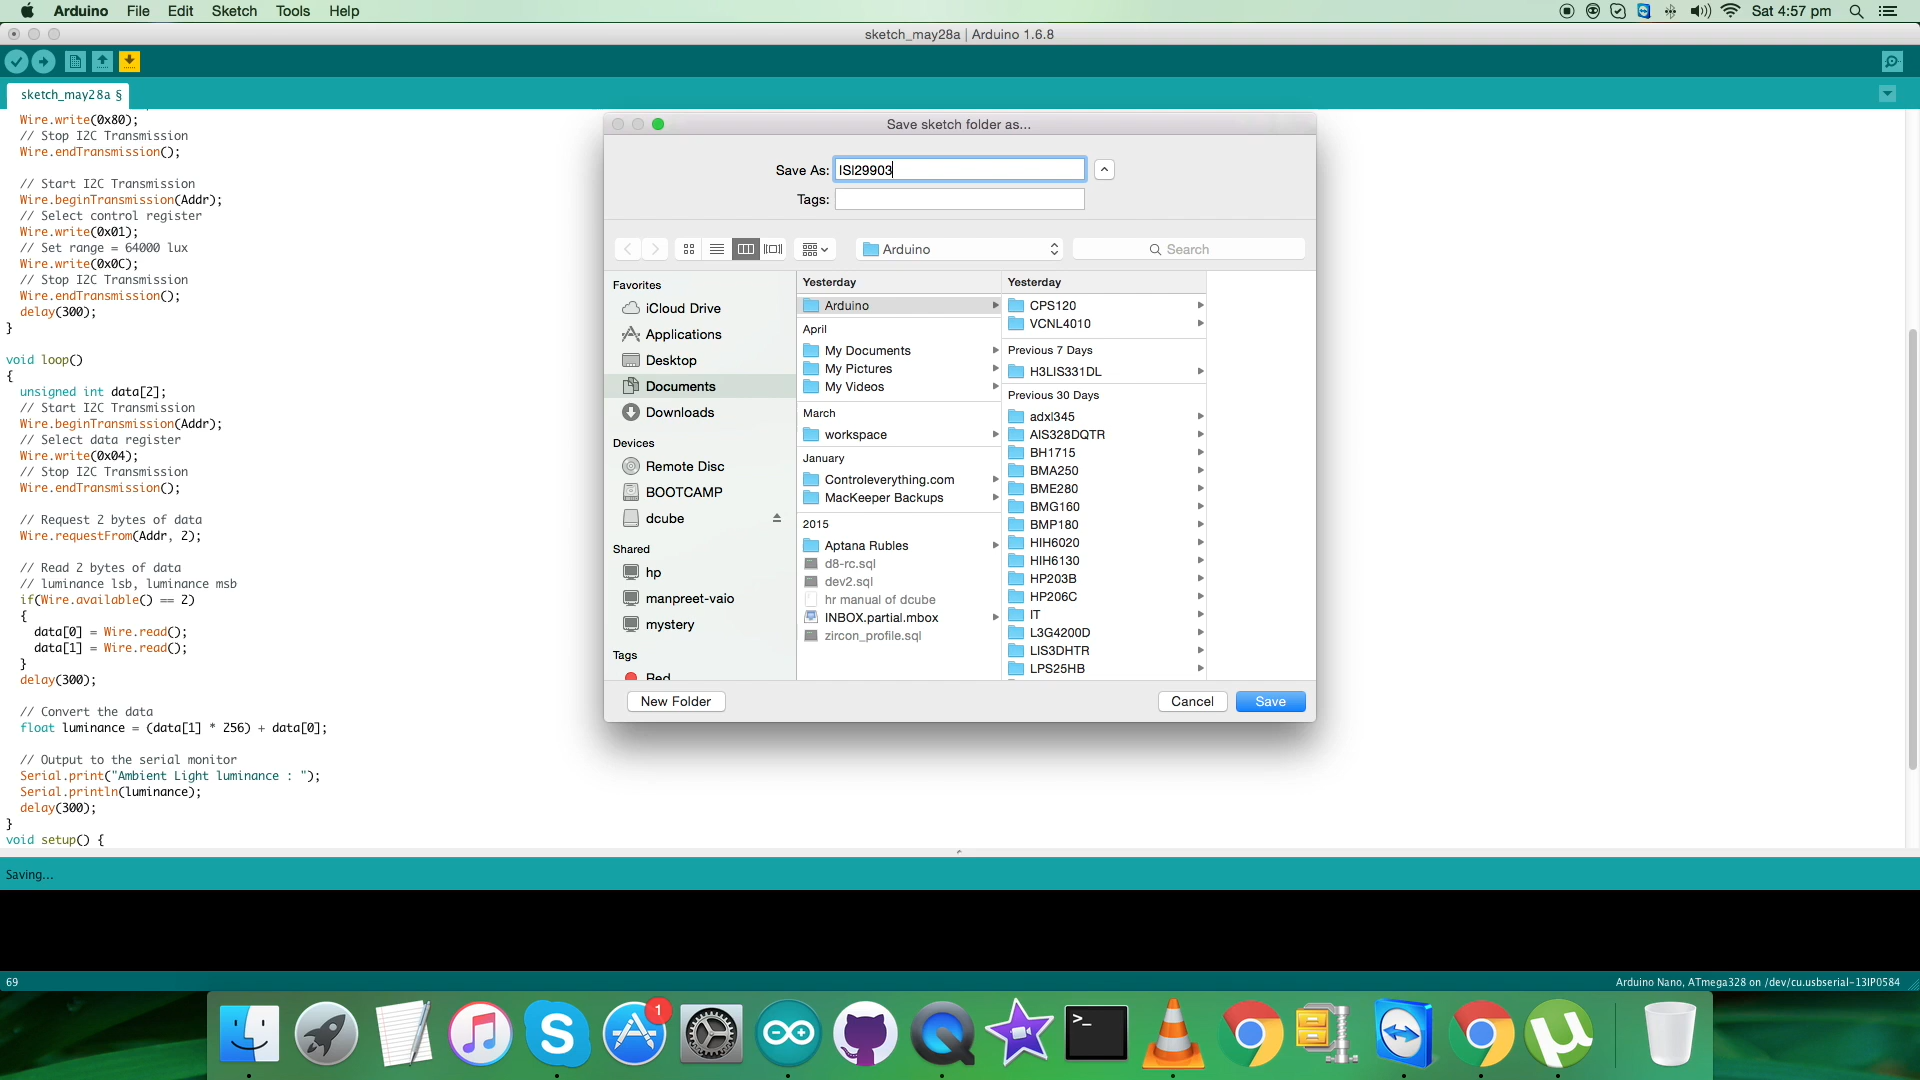 Arduino File Edit Sketch Tools Help Sat 4:57 pm
sketch_may28a | Arduino 1.6.8
sketch_may28a §
Wire.write(0x80);
// Stop I2C Transmission
Wire.endTransmission();
// Start I2C Transmission
Wire.beginTransmission(Addr);
// Select control register
Wire.write(0x01);
// Set range = 64000 lux
Wire.write(0x0C);
// Stop I2C Transmission
Wire.endTransmission();
delay(300);
}
void loop()
{
unsigned int data[2];
// Start I2C Transmission
Wire.beginTransmission(Addr);
// Select data register
Wire.write(0x04);
// Stop I2C Transmission
Wire.endTransmission();
// Request 2 bytes of data
Wire.requestFrom(Addr, 2);
// Read 2 bytes of data
// luminance lsb, luminance msb
if(Wire.available() == 2)
{
data[0] = Wire.read();
data[1] = Wire.read();
}
delay(300);
// Convert the data
float luminance = (data[1] * 256) + data[0];
// Output to the serial monitor
Serial.print("Ambient Light luminance : ");
Serial.println(luminance);
delay(300);
}
void setup() {
Save sketch folder as...
Save As: ISl29903
Tags:
Arduino
Search
Favorites
iCloud Drive
Applications
Desktop
Documents
Downloads
Devices
Remote Disc
BOOTCAMP
dcube
Shared
hp
manpreet-vaio
mystery
Tags
Red
Yesterday
Arduino
April
My Documents
My Pictures
My Videos
March
workspace
January
Controleverything.com
MacKeeper Backups
2015
Aptana Rubles
d8-rc.sql
dev2.sql
hr manual of dcube
INBOX.partial.mbox
zircon_profile.sql
Yesterday
CPS120
VCNL4010
Previous 7 Days
H3LIS331DL
Previous 30 Days
adxl345
AIS328DQTR
BH1715
BMA250
BME280
BMG160
BMP180
HIH6020
HIH6130
HP203B
HP206C
IT
L3G4200D
LIS3DHTR
LPS25HB
New Folder
Cancel
Save
Saving...
69
Arduino Nano, ATmega328 on /dev/cu.usbserial-13IP0584
1